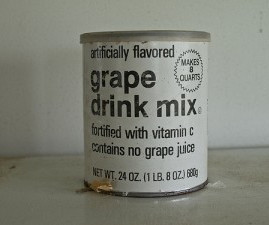 artificially flavored
MAKES
8
QUARTS
grape
drink mix
fortified with vitamin c
contains no grape juice
NET WT. 24 OZ. (1 LB. 8 OZ.) 680g